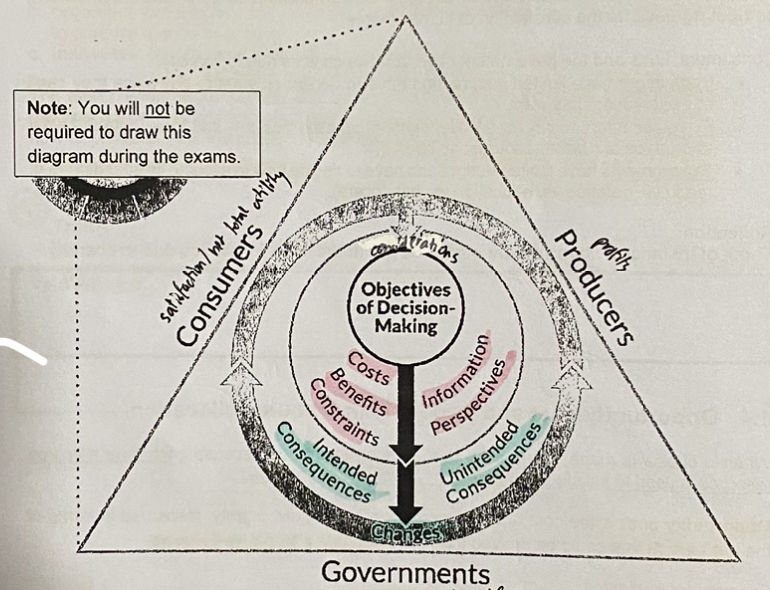 Note: You will not be
required to draw this
diagram during the exams.
satisfaction/net total utility
Consumers
profits
Producers
Objectives
of Decision-
Making
Costs
Benefits
Constraints
Information
Perspectives
Intended
Consequences
Unintended
Consequences
Changes
Governments